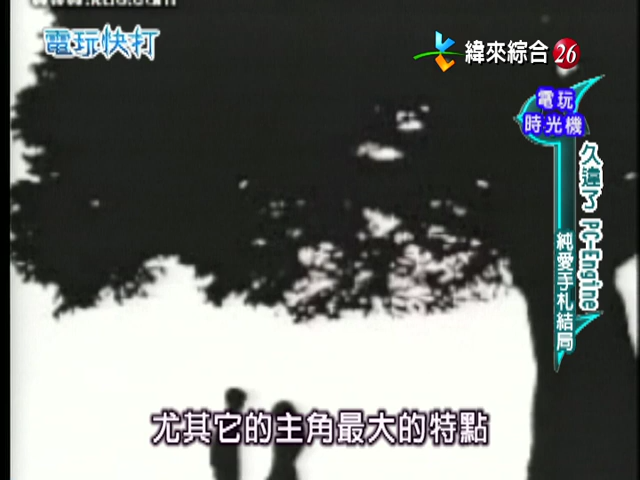 電玩快打
緯來綜合 26
電玩
時光機
久違了 PC-Engine
純愛手札結局
尤其它的主角最大的特點